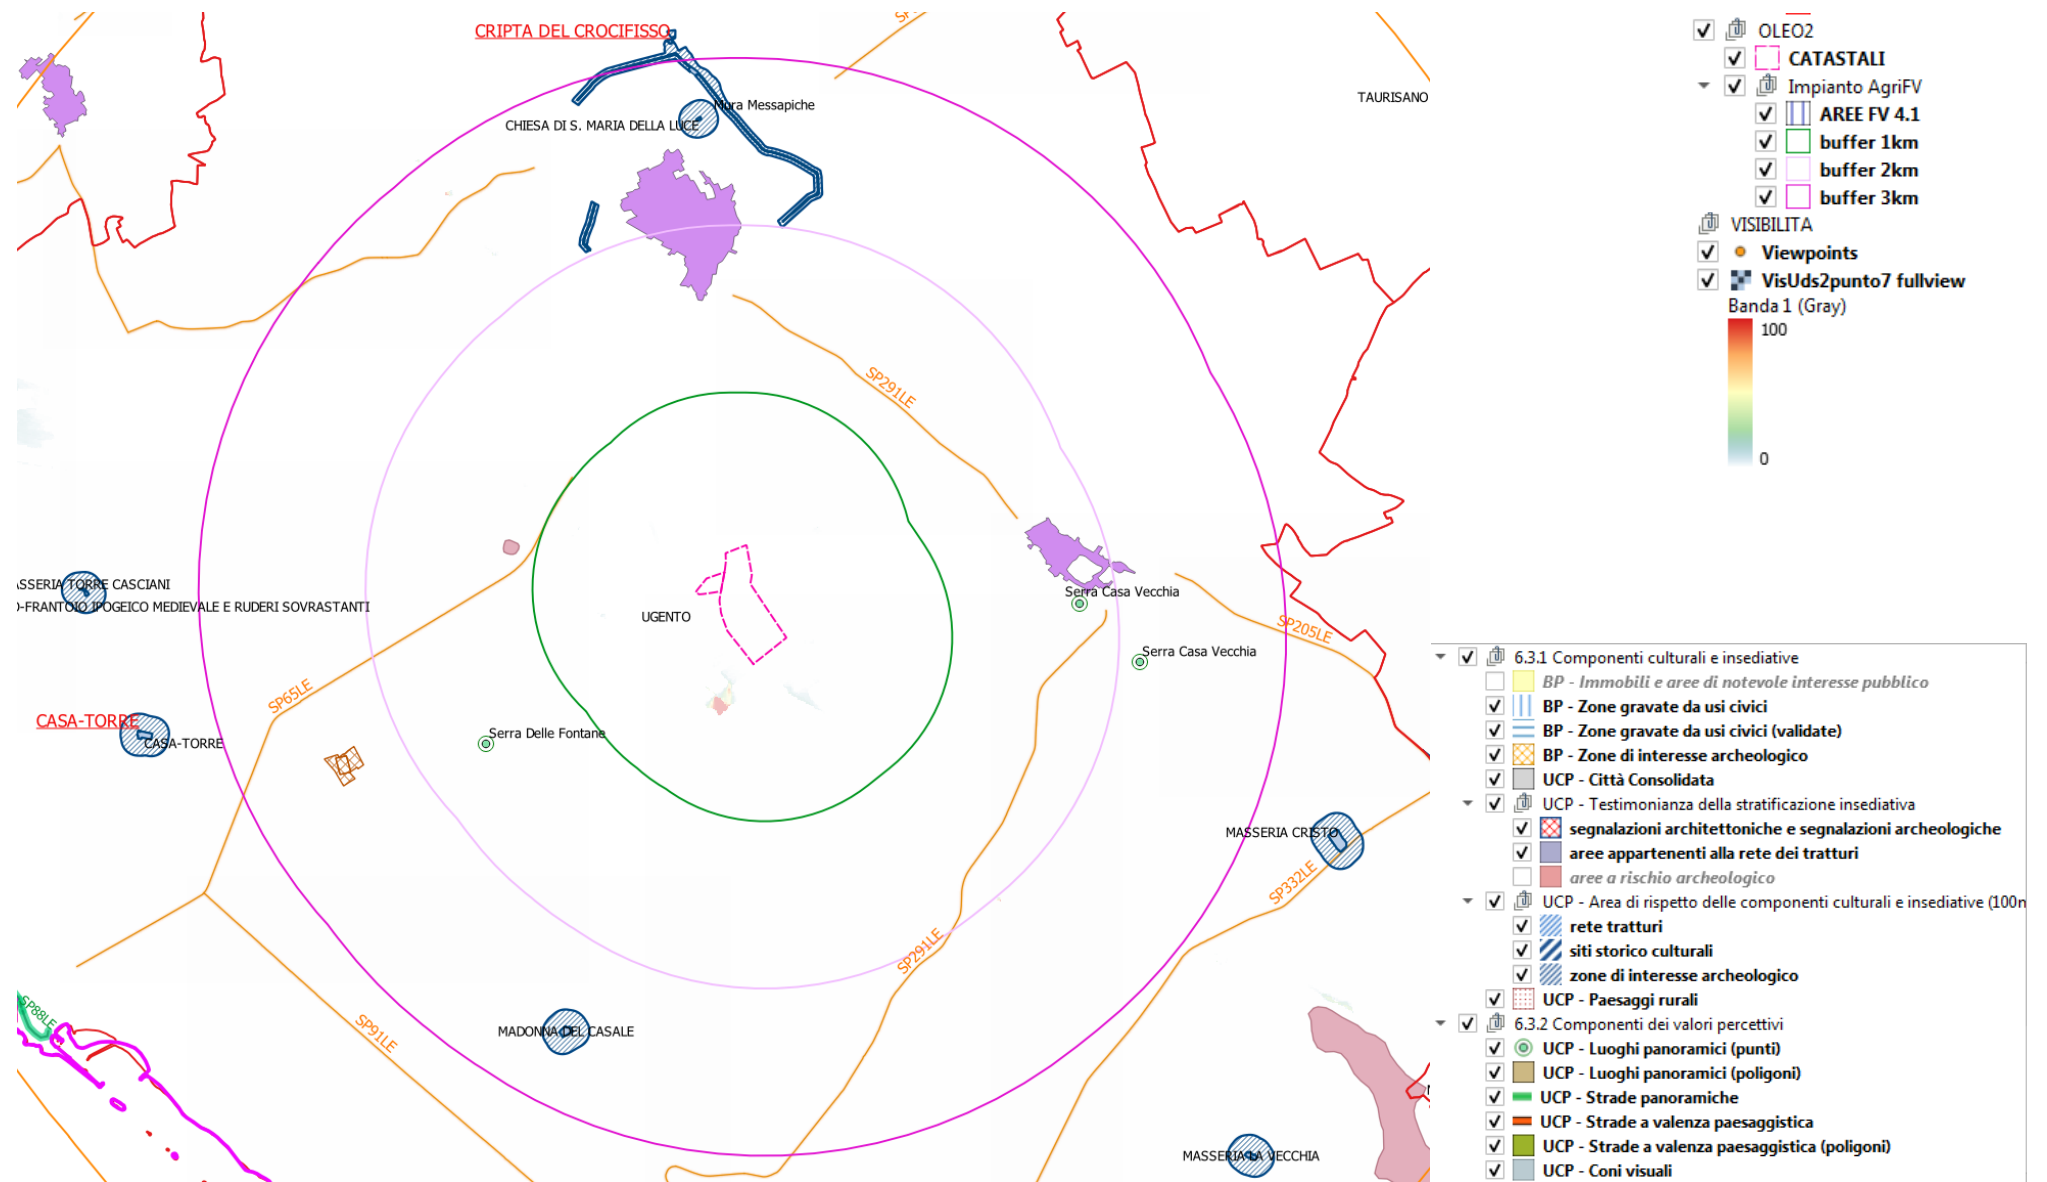 CRIPTA DEL CROCIFISSO
Mura Messapiche
CHIESA DI S. MARIA DELLA LUCE
TAURISANO
SP291LE
ASSERIA TORRE CASCIANI
O-FRANTOIO IPOGEICO MEDIEVALE E RUDERI SOVRASTANTI
UGENTO
Serra Casa Vecchia
SP205LE
Serra Casa Vecchia
SP65LE
CASA-TORRE
CASA-TORRE
Serra Delle Fontane
MASSERIA CRISTO
SP332LE
SP291LE
SP88LE
SP91LE
MADONNA DEL CASALE
MASSERIA LA VECCHIA
OLEO2
CATASTALI
Impianto AgriFV
AREE FV 4.1
buffer 1km
buffer 2km
buffer 3km
VISIBILITA
Viewpoints
VisUds2punto7 fullview
Banda 1 (Gray)
100
0
6.3.1 Componenti culturali e insediative
BP - Immobili e aree di notevole interesse pubblico
BP - Zone gravate da usi civici
BP - Zone gravate da usi civici (validate)
BP - Zone di interesse archeologico
UCP - Città Consolidata
UCP - Testimonianza della stratificazione insediativa
segnalazioni architettoniche e segnalazioni archeologiche
aree appartenenti alla rete dei tratturi
aree a rischio archeologico
UCP - Area di rispetto delle componenti culturali e insediative (100m
rete tratturi
siti storico culturali
zone di interesse archeologico
UCP - Paesaggi rurali
6.3.2 Componenti dei valori percettivi
UCP - Luoghi panoramici (punti)
UCP - Luoghi panoramici (poligoni)
UCP - Strade panoramiche
UCP - Strade a valenza paesaggistica
UCP - Strade a valenza paesaggistica (poligoni)
UCP - Coni visuali